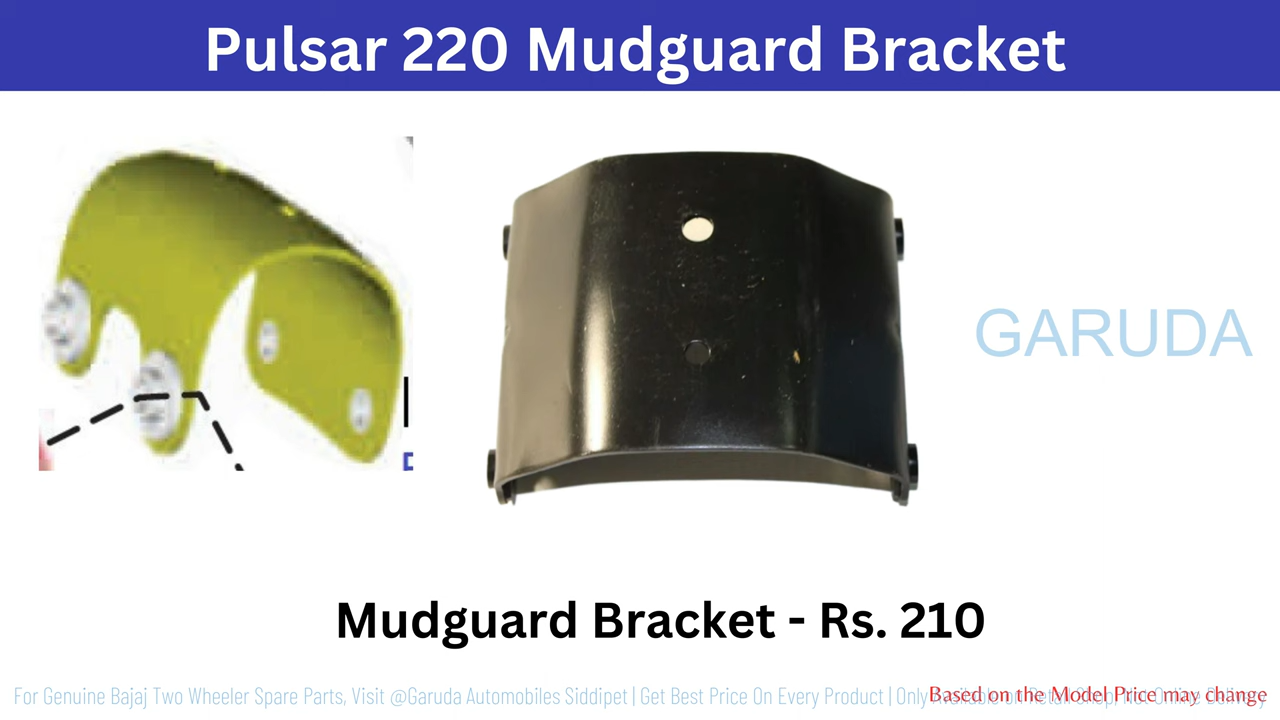 Pulsar 220 Mudguard Bracket
GARUDA
Mudguard Bracket - Rs. 210
For Genuine Bajaj Two Wheeler Spare Parts, Visit @Garuda Automobiles Siddipet | Get Best Price On Every Product | Only
Based on the Model Price may change